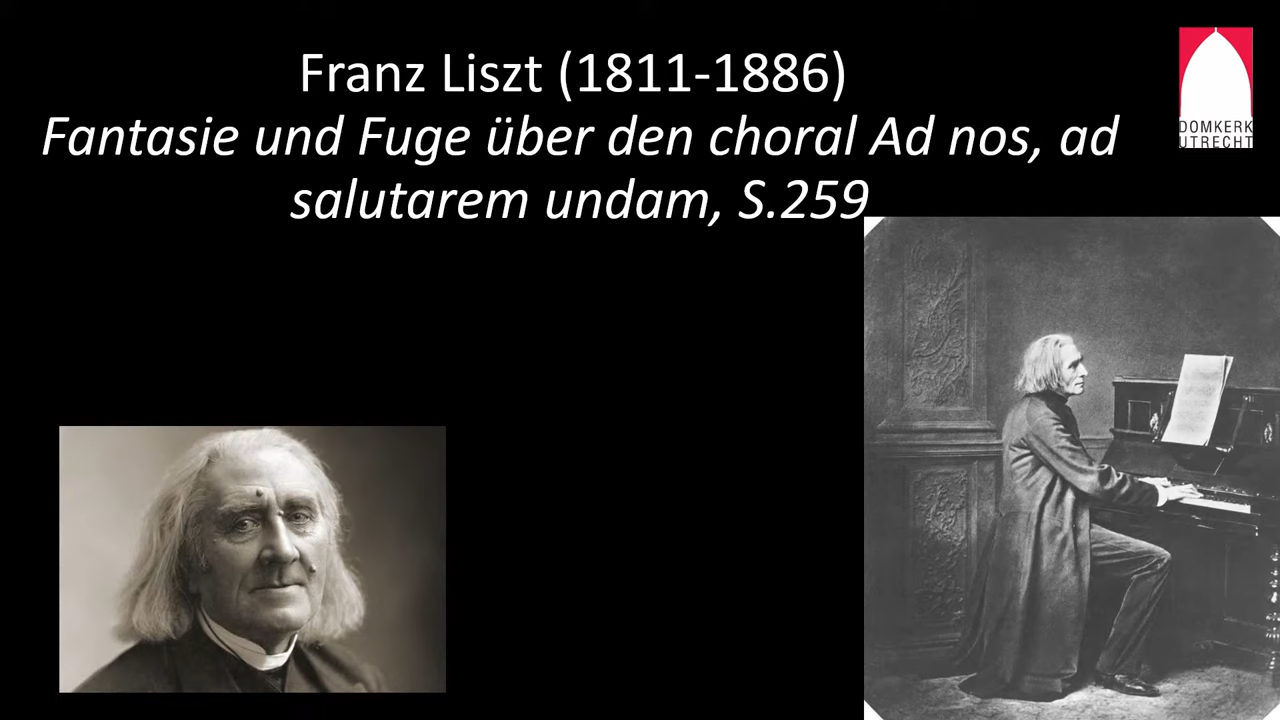 Franz Liszt (1811-1886)
Fantasie und Fuge über den choral Ad nos, ad
salutarem undam, S.259
DOMKERK
UTRECHT